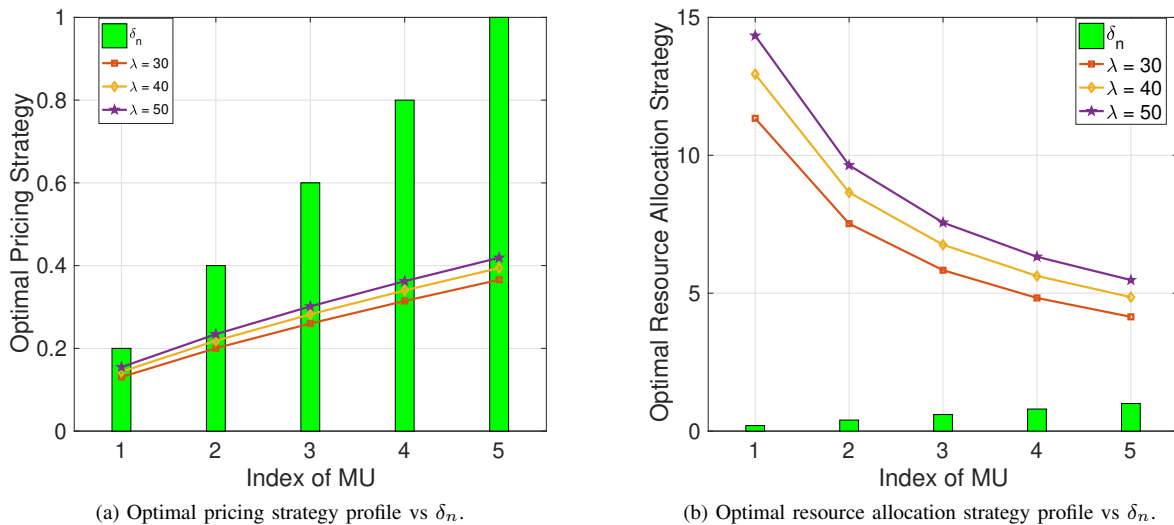 Optimal Pricing Strategy
1
0.8
0.6
0.4
0.2
0
δn
λ = 30
λ = 40
λ = 50
1 2 3 4 5
Index of MU
(a) Optimal pricing strategy profile vs δn.
Optimal Resource Allocation Strategy
15
10
5
0
δn
λ = 30
λ = 40
λ = 50
1 2 3 4 5
Index of MU
(b) Optimal resource allocation strategy profile vs δn.